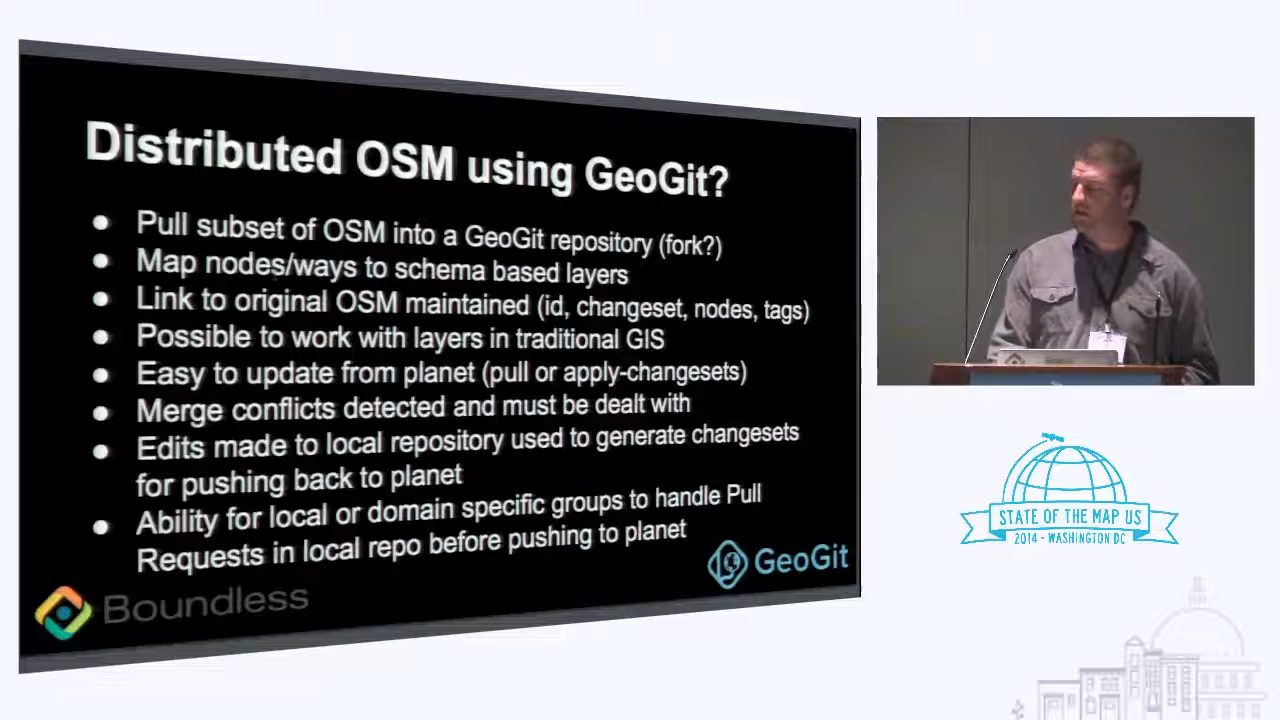 Distributed OSM using GeoGit?
● Pull subset of OSM into a GeoGit repository (fork?)
● Map nodes/ways to schema based layers
● Link to original OSM maintained (id, changeset, nodes, tags)
● Possible to work with layers in traditional GIS
● Easy to update from planet (pull or apply-changesets)
● Merge conflicts detected and must be dealt with
● Edits made to local repository used to generate changesets
for pushing back to planet
● Ability for local or domain specific groups to handle Pull
Requests in local repo before pushing to planet
GeoGit
Boundless
STATE OF THE MAP US
2014 - WASHINGTON DC